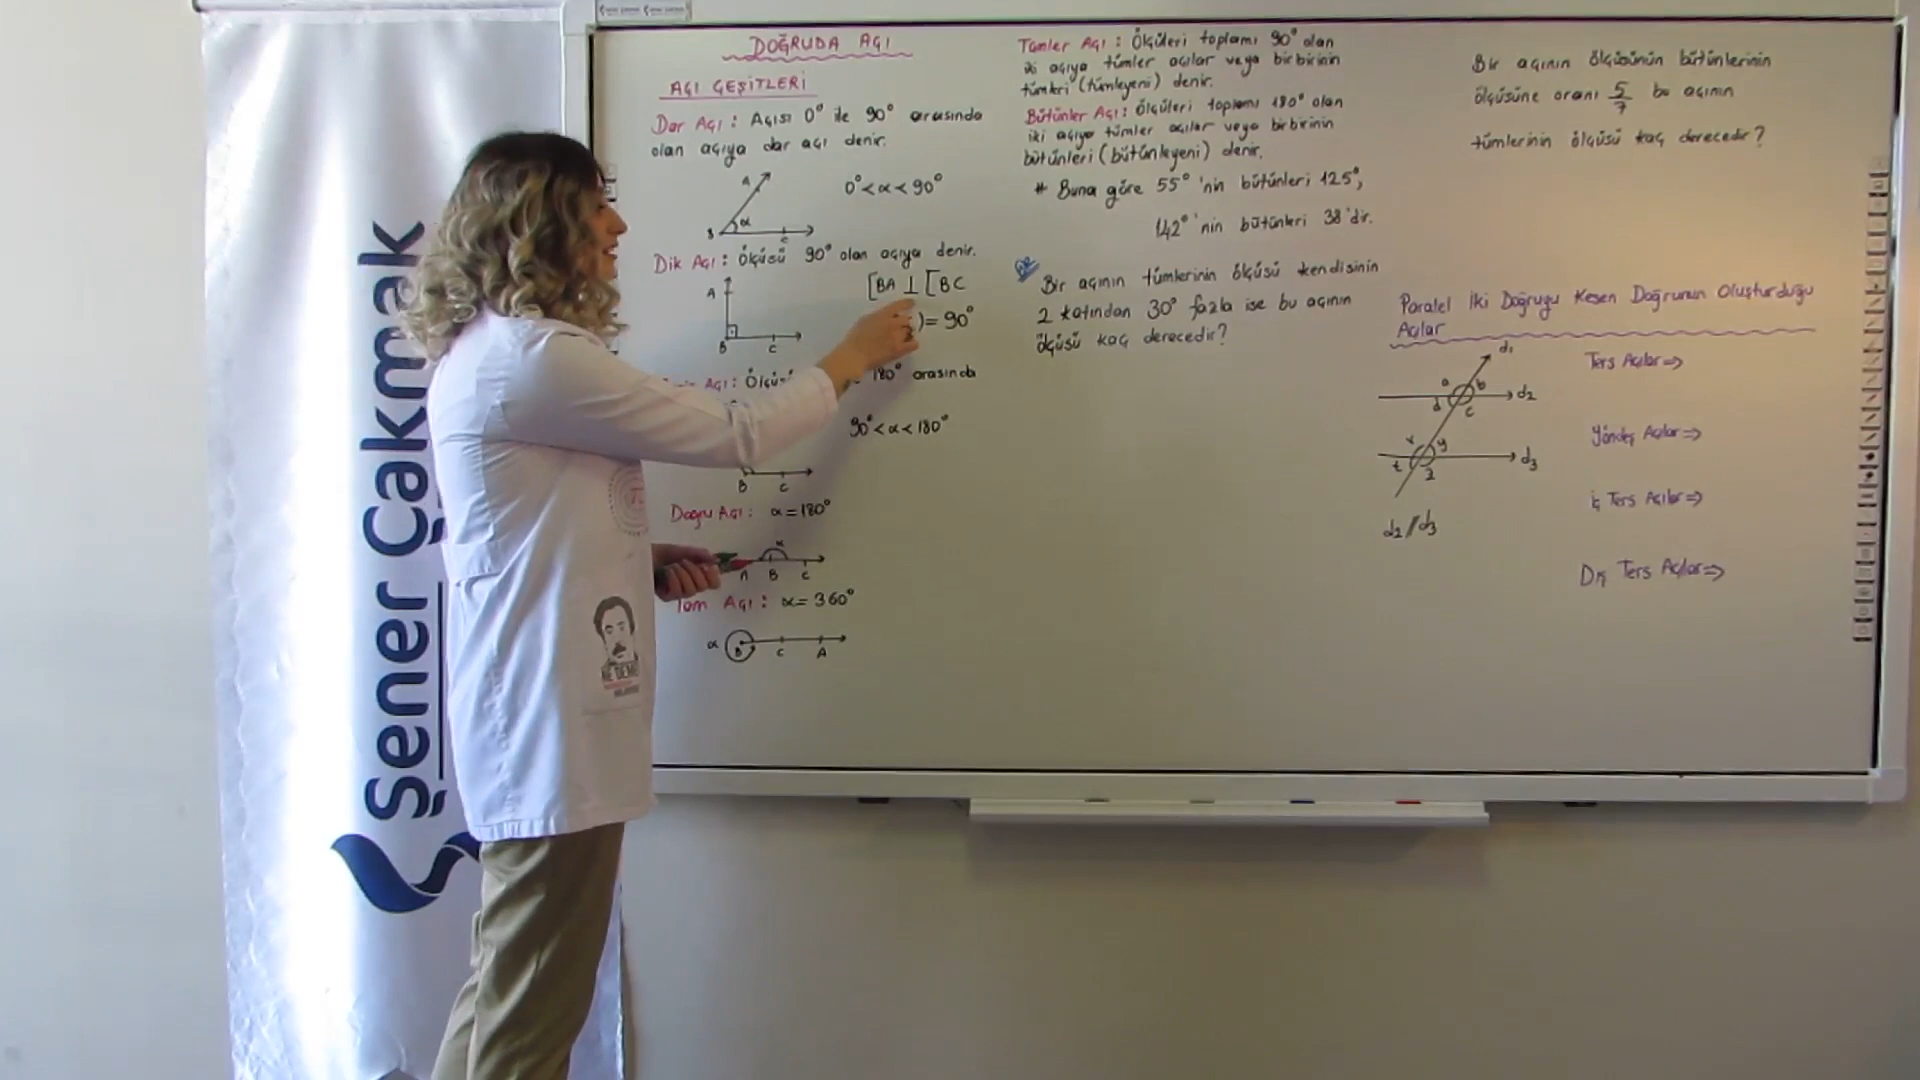 DOĞRUDA AÇI
AÇI ÇEŞİTLERİ
Dar Açı : Açısı 0° ile 90° arasında
olan açıya dar açı denir.
A
α
B
C
0° < α < 90°
Dik Açı : Ölçüsü 90° olan açıya denir.
A
B
C
[BA ⊥ [BC
) = 90°
Açı : 180° arasında
B
C
90° < α < 180°
Doğru Açı : α = 180°
α
A B C
Tam Açı : α = 360°
α B C A
Tümler Açı : Ölçüleri toplamı 90° olan
iki açıya tümler açılar veya birbirinin
tümleri (tümleyeni) denir.
Bütünler Açı : Ölçüleri toplamı 180° olan
iki açıya tümler açılar veya birbirinin
bütünleri (bütünleyeni) denir.
# Buna göre 55° 'nin bütünleri 125°,
142° 'nin bütünleri 38'dir.
Bir açının tümlerinin ölçüsü kendisinin
2 katından 30° fazla ise bu açının
ölçüsü kaç derecedir?
Bir açının ölçüsünün bütünlerinin
ölçüsüne oranı 5/7 bu açının
tümlerinin ölçüsü kaç derecedir?
Paralel İki Doğruyu Kesen Doğrunun Oluşturduğu
Açılar
d1
a b
d c
d2
x y
t z
d3
d2 // d3
Ters Açılar ⇒
Yöndeş Açılar ⇒
İç Ters Açılar ⇒
Dış Ters Açılar ⇒
Şener Çakmak
NE DEMİŞ